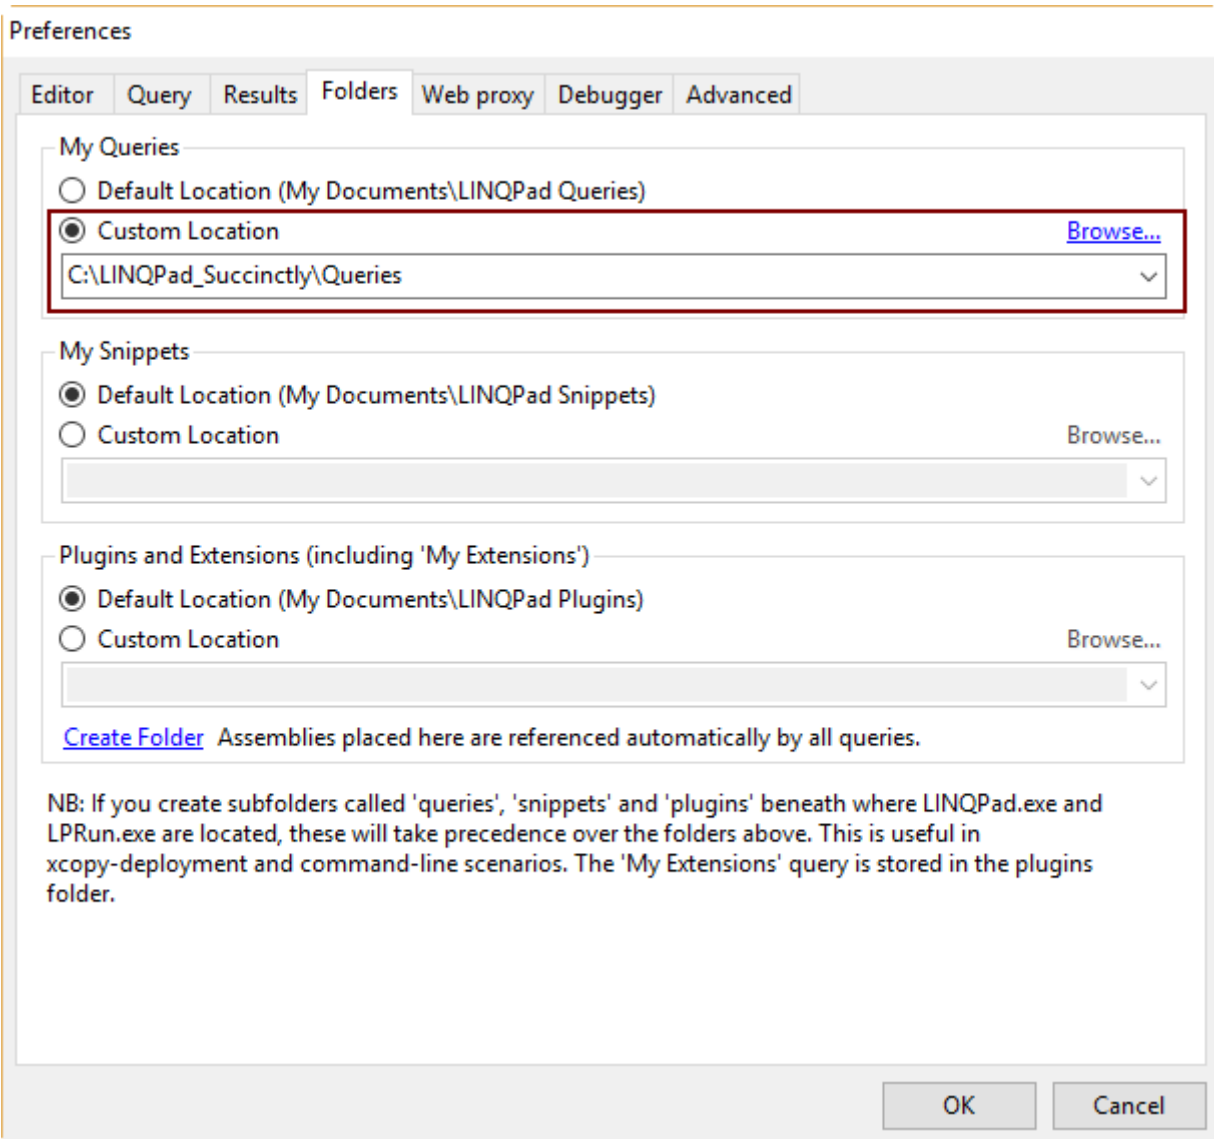 Preferences
Editor Query Results Folders Web proxy Debugger Advanced
My Queries
Default Location (My Documents\LINQPad Queries)
Custom Location Browse...
C:\LINQPad_Succinctly\Queries
My Snippets
Default Location (My Documents\LINQPad Snippets)
Custom Location Browse...
Plugins and Extensions (including 'My Extensions')
Default Location (My Documents\LINQPad Plugins)
Custom Location Browse...
Create Folder Assemblies placed here are referenced automatically by all queries.
NB: If you create subfolders called 'queries', 'snippets' and 'plugins' beneath where LINQPad.exe and
LPRun.exe are located, these will take precedence over the folders above. This is useful in
xcopy-deployment and command-line scenarios. The 'My Extensions' query is stored in the plugins
folder.
OK Cancel